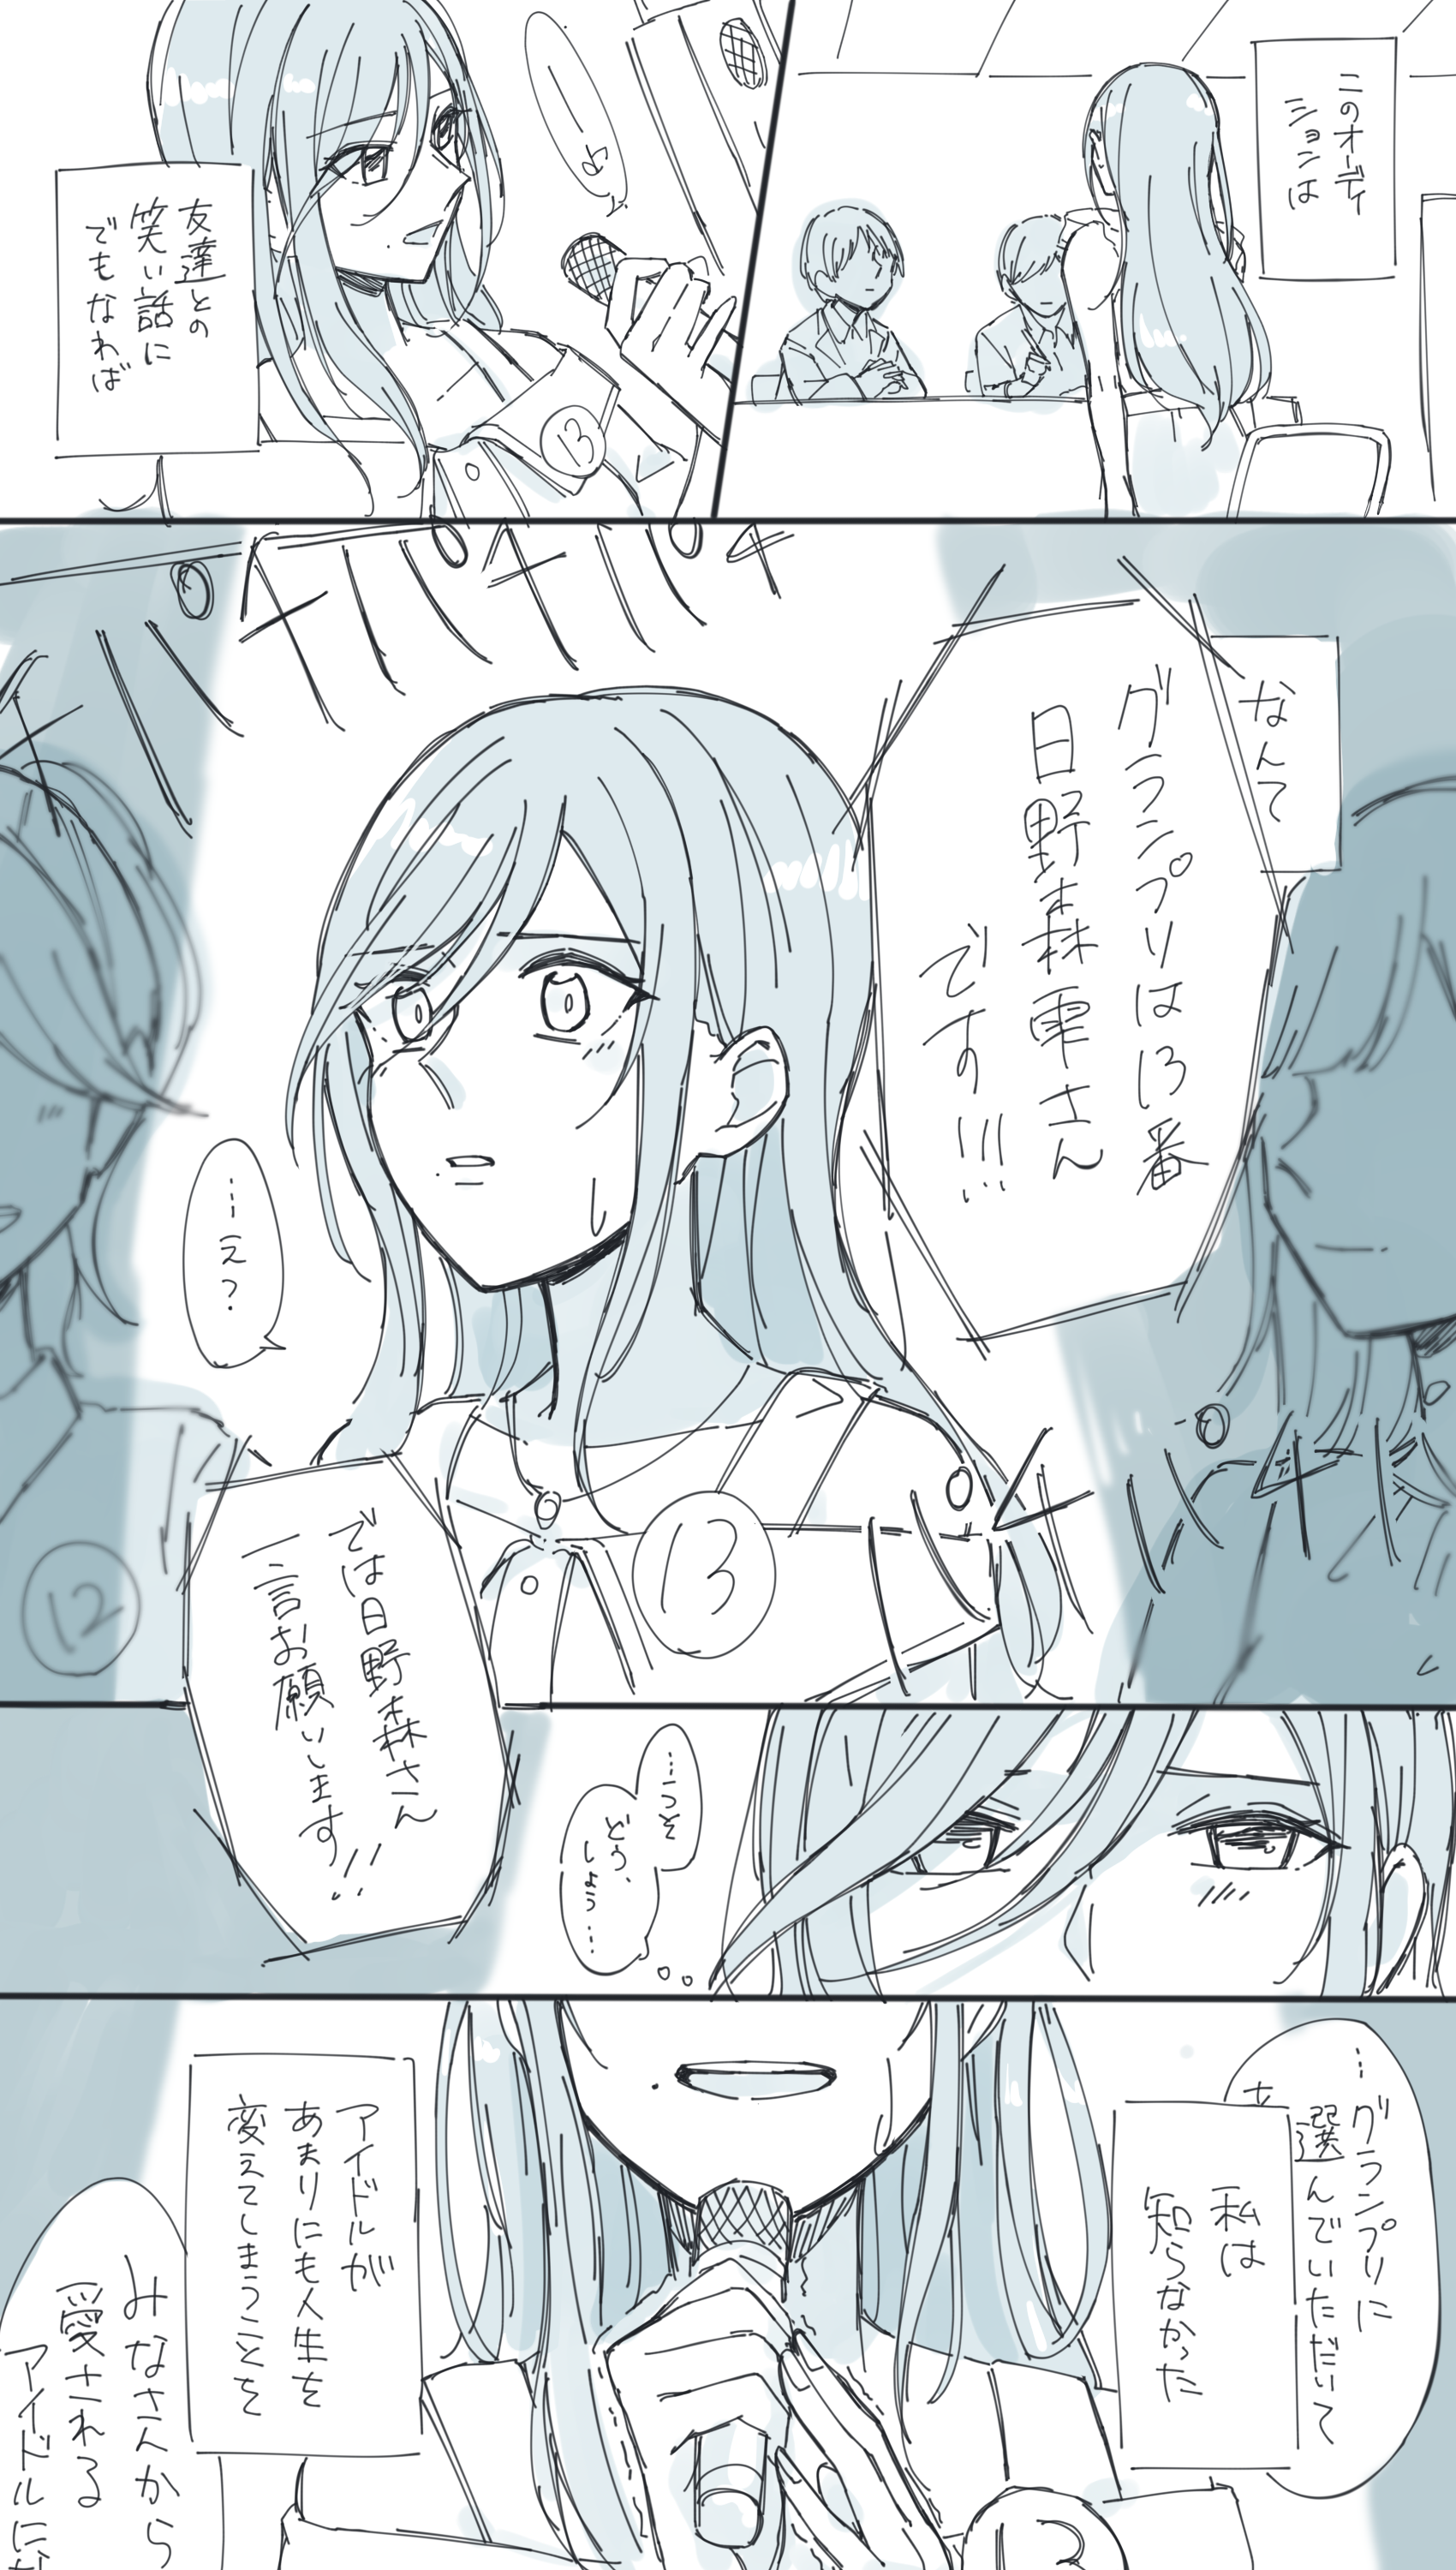 このオーディ
ションは
ーよ
友達との
笑い話に
でもなれば
13
なんて
グランプリは13番
日野森雫さん
です!!!
パチパチパチ
…え?
13
12
パチパチ
では日野森さん
一言お願いします!!
…うそ
どう、
しよう…
…グランプリに
選んでいただいて
私は
知らなかった
アイドルが
あまりにも人生を
変えてしまうことを
みなさんから
愛される
アイドルにな